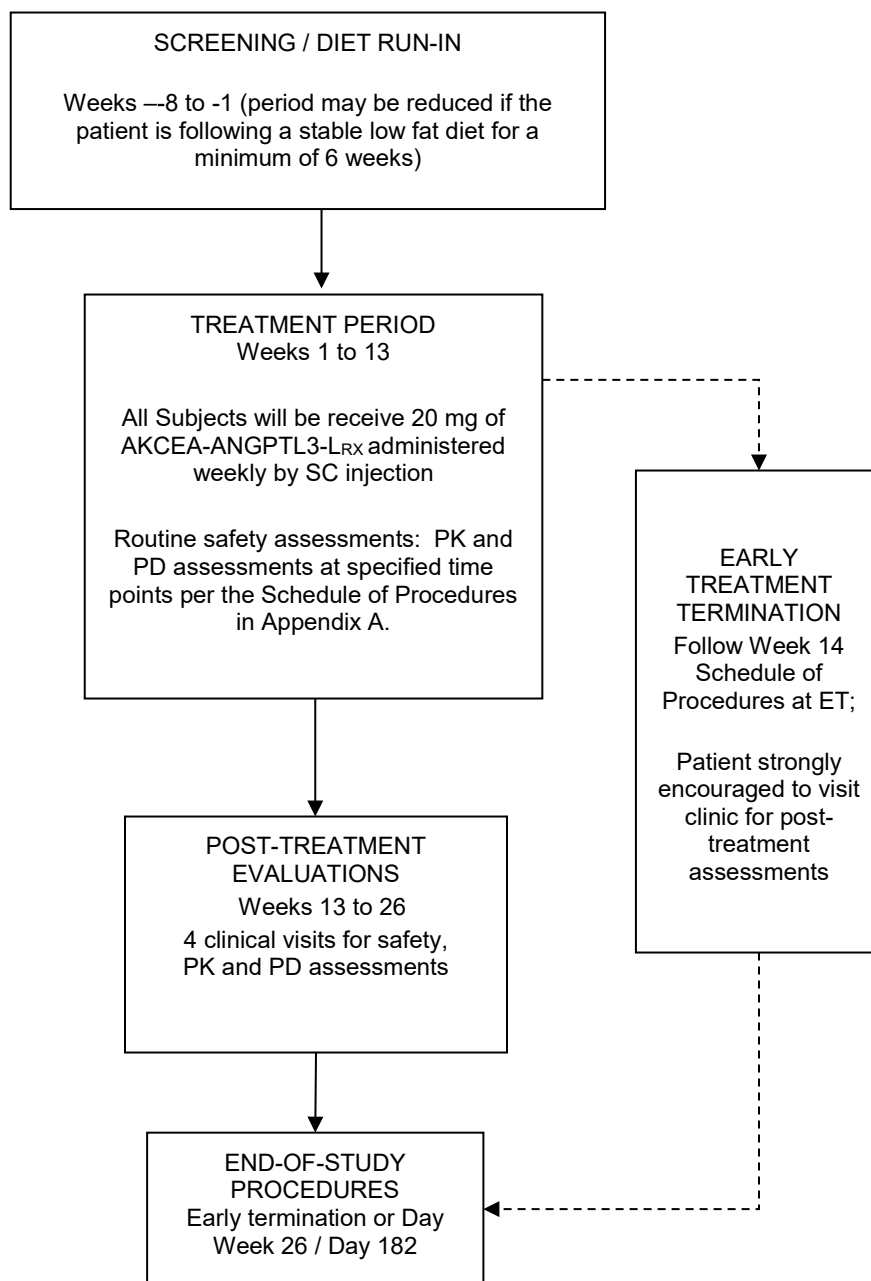 SCREENING / DIET RUN-IN
Weeks –-8 to -1 (period may be reduced if the
patient is following a stable low fat diet for a
minimum of 6 weeks)
TREATMENT PERIOD
Weeks 1 to 13
All Subjects will be receive 20 mg of
AKCEA-ANGPTL3-LRX administered
weekly by SC injection
Routine safety assessments:  PK and
PD assessments at specified time
points per the Schedule of Procedures
in Appendix A.
EARLY
TREATMENT
TERMINATION
Follow Week 14
Schedule of
Procedures at ET;
Patient strongly
encouraged to visit
clinic for post-
treatment
assessments
POST-TREATMENT
EVALUATIONS
Weeks 13 to 26
4 clinical visits for safety,
PK and PD assessments
END-OF-STUDY
PROCEDURES
Early termination or Day
Week 26 / Day 182